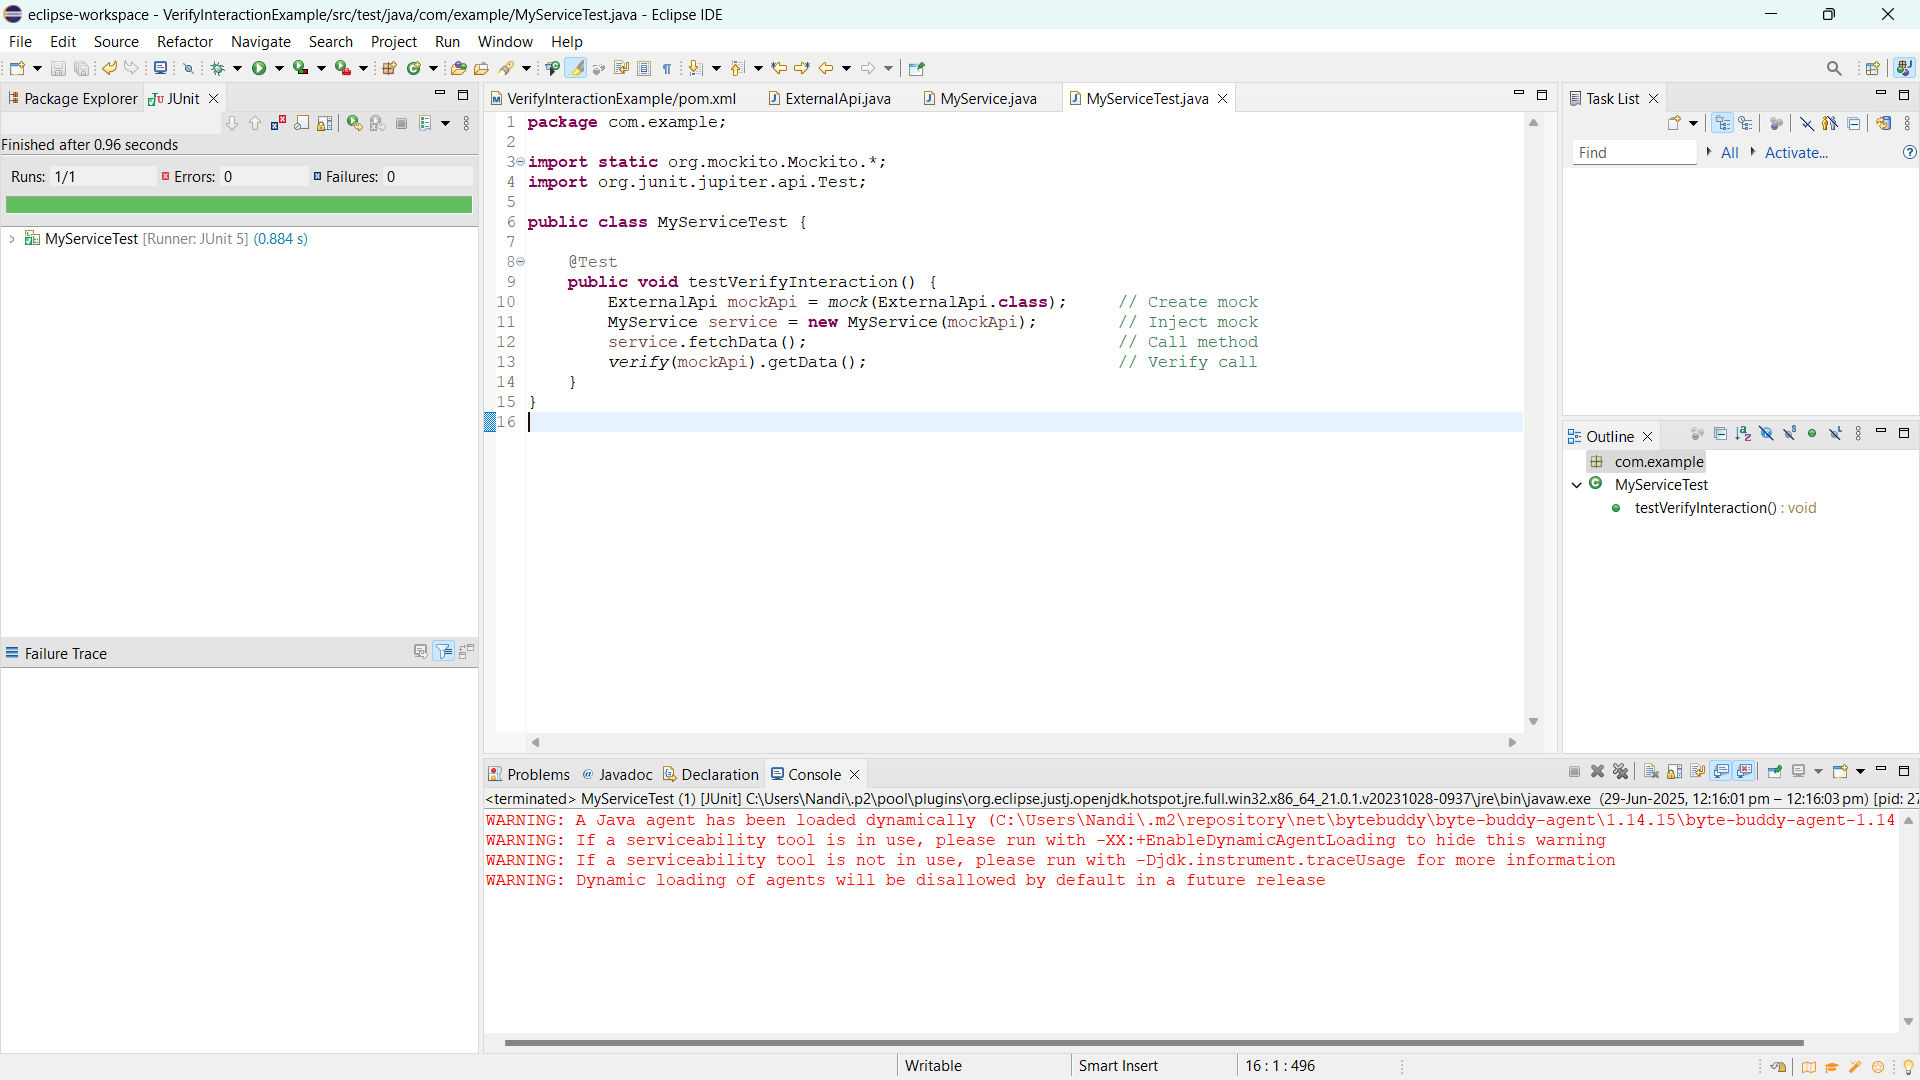 eclipse-workspace - VerifyInteractionExample/src/test/java/com/example/MyServiceTest.java - Eclipse IDE
File Edit Source Refactor Navigate Search Project Run Window Help
Package Explorer JUnit
Finished after 0.96 seconds
Runs: 1/1 Errors: 0 Failures: 0
MyServiceTest [Runner: JUnit 5] (0.884 s)
Failure Trace
VerifyInteractionExample/pom.xml ExternalApi.java MyService.java MyServiceTest.java
1 package com.example;
2
3 import static org.mockito.Mockito.*;
4 import org.junit.jupiter.api.Test;
5
6 public class MyServiceTest {
7
8 @Test
9 public void testVerifyInteraction() {
10 ExternalApi mockApi = mock(ExternalApi.class); // Create mock
11 MyService service = new MyService(mockApi); // Inject mock
12 service.fetchData(); // Call method
13 verify(mockApi).getData(); // Verify call
14 }
15 }
16
Task List
Find All Activate...
Outline
com.example
MyServiceTest
testVerifyInteraction() : void
Problems Javadoc Declaration Console
<terminated> MyServiceTest (1) [JUnit] C:\Users\Nandi\.p2\pool\plugins\org.eclipse.justj.openjdk.hotspot.jre.full.win32.x86_64_21.0.1.v20231028-0937\jre\bin\javaw.exe (29-Jun-2025, 12:16:01 pm – 12:16:03 pm) [pid: 27
WARNING: A Java agent has been loaded dynamically (C:\Users\Nandi\.m2\repository\net\bytebuddy\byte-buddy-agent\1.14.15\byte-buddy-agent-1.14
WARNING: If a serviceability tool is in use, please run with -XX:+EnableDynamicAgentLoading to hide this warning
WARNING: If a serviceability tool is not in use, please run with -Djdk.instrument.traceUsage for more information
WARNING: Dynamic loading of agents will be disallowed by default in a future release
Writable Smart Insert 16 : 1 : 496